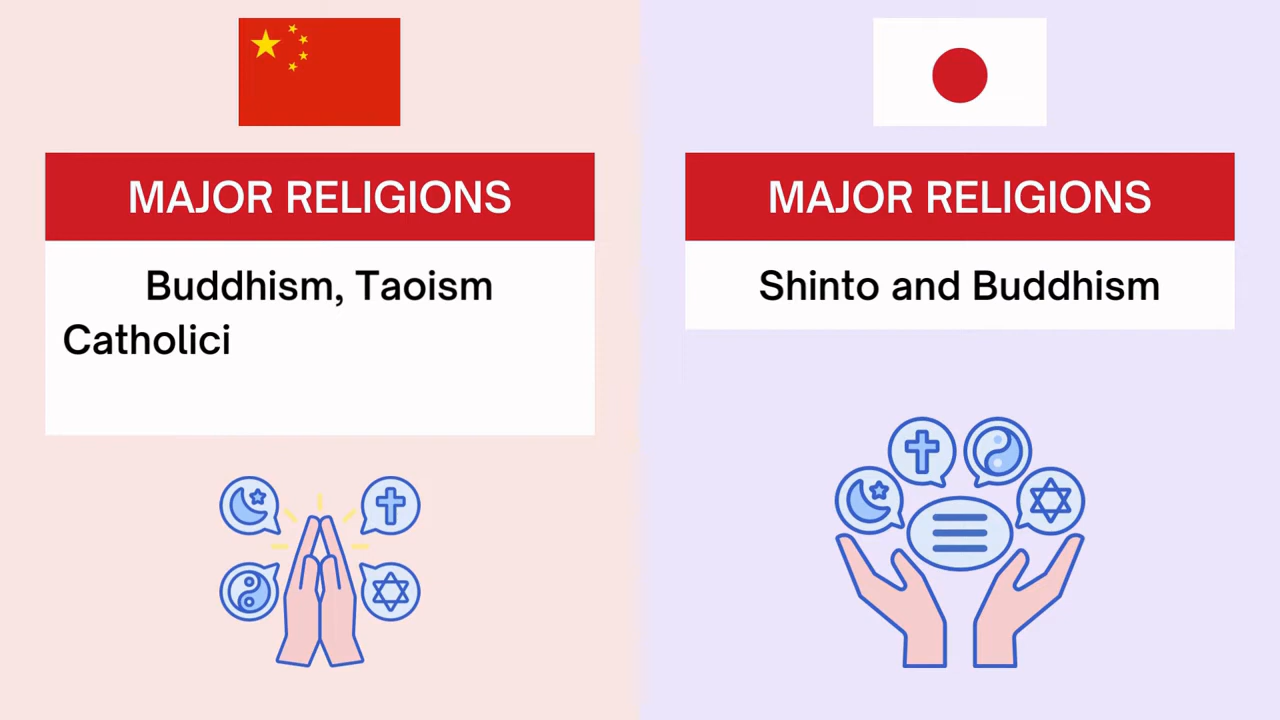 MAJOR RELIGIONS
Buddhism, Taoism
Catholici
MAJOR RELIGIONS
Shinto and Buddhism